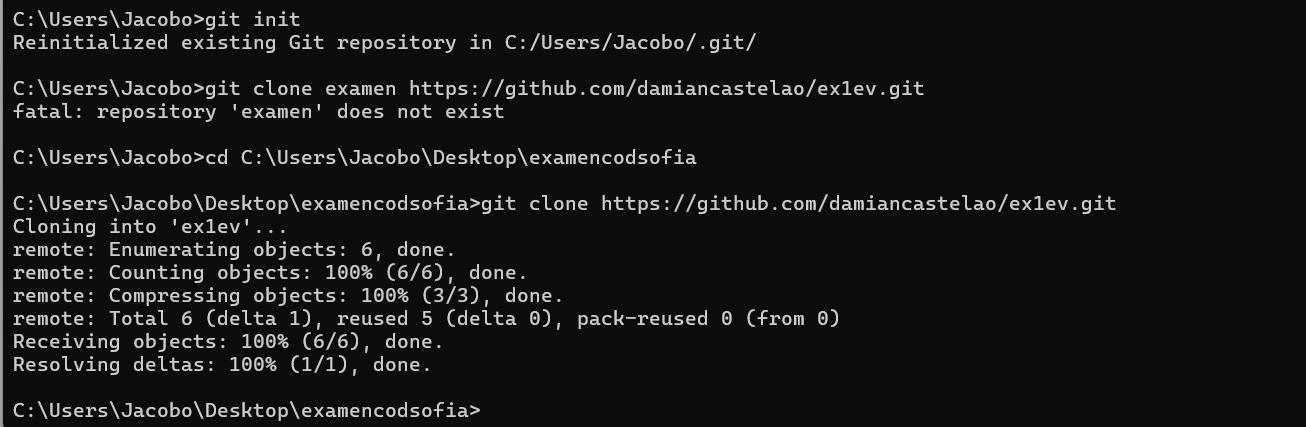 C:\Users\Jacobo>git init
Reinitialized existing Git repository in C:/Users/Jacobo/.git/
C:\Users\Jacobo>git clone examen https://github.com/damiancastelao/ex1ev.git
fatal: repository 'examen' does not exist
C:\Users\Jacobo>cd C:\Users\Jacobo\Desktop\examencodsofia
C:\Users\Jacobo\Desktop\examencodsofia>git clone https://github.com/damiancastelao/ex1ev.git
Cloning into 'ex1ev'...
remote: Enumerating objects: 6, done.
remote: Counting objects: 100% (6/6), done.
remote: Compressing objects: 100% (3/3), done.
remote: Total 6 (delta 1), reused 5 (delta 0), pack-reused 0 (from 0)
Receiving objects: 100% (6/6), done.
Resolving deltas: 100% (1/1), done.
C:\Users\Jacobo\Desktop\examencodsofia>